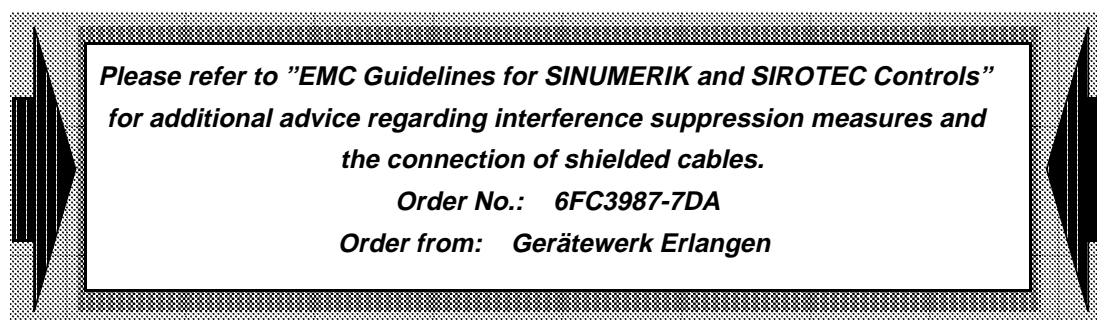 Please refer to ”EMC Guidelines for SINUMERIK and SIROTEC Controls”
for additional advice regarding interference suppression measures and
the connection of shielded cables.
Order No.: 6FC3987-7DA
Order from: Gerätewerk Erlangen